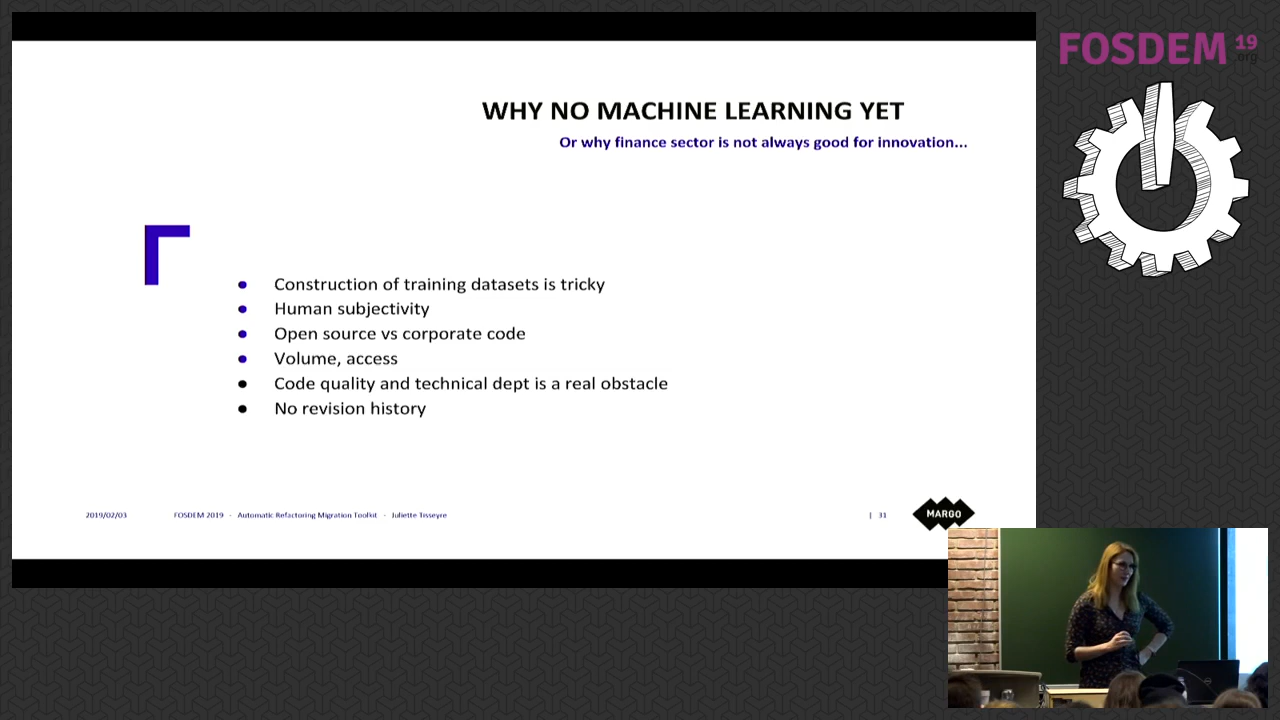 FOSDEM 19
.org
WHY NO MACHINE LEARNING YET
Or why finance sector is not always good for innovation...
Construction of training datasets is tricky
Human subjectivity
Open source vs corporate code
Volume, access
Code quality and technical dept is a real obstacle
No revision history
2019/02/03 FOSDEM 2019 - Automatic Refactoring Migration Toolkit - Juliette Tisseyre | 31
MARGO